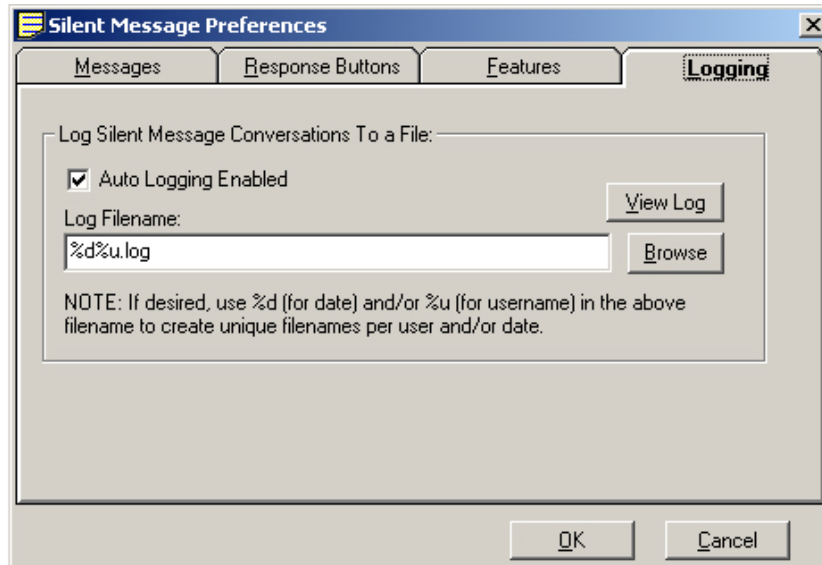 Silent Message Preferences
Messages Response Buttons Features Logging
Log Silent Message Conversations To a File:
Auto Logging Enabled
View Log
Log Filename:
%d%u.log
Browse
NOTE: If desired, use %d (for date) and/or %u (for username) in the above
filename to create unique filenames per user and/or date.
OK Cancel